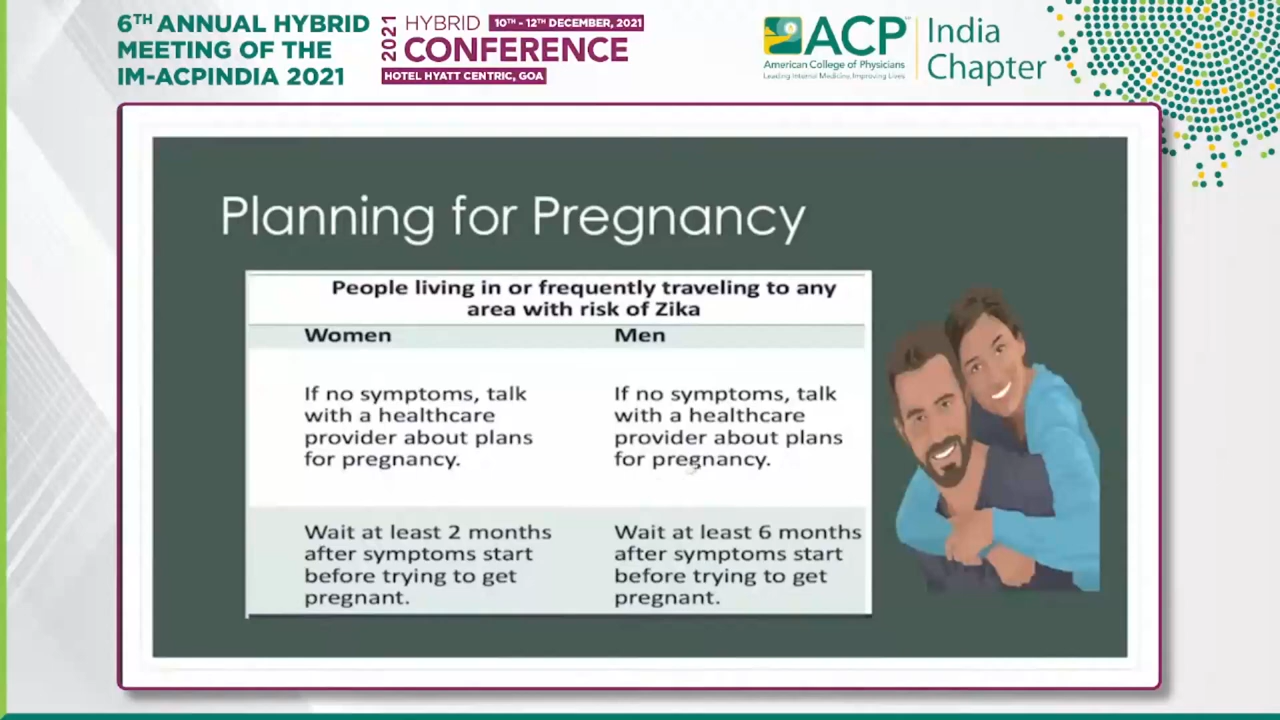 6TH ANNUAL HYBRID
MEETING OF THE
IM-ACPINDIA 2021
2021
HYBRID 10TH - 12TH DECEMBER, 2021
CONFERENCE
HOTEL HYATT CENTRIC, GOA
ACP
American College of Physicians
Leading Internal Medicine, Improving Lives
India
Chapter
Planning for Pregnancy
People living in or frequently traveling to any
area with risk of Zika
Women
Men
If no symptoms, talk
with a healthcare
provider about plans
for pregnancy.
If no symptoms, talk
with a healthcare
provider about plans
for pregnancy.
Wait at least 2 months
after symptoms start
before trying to get
pregnant.
Wait at least 6 months
after symptoms start
before trying to get
pregnant.